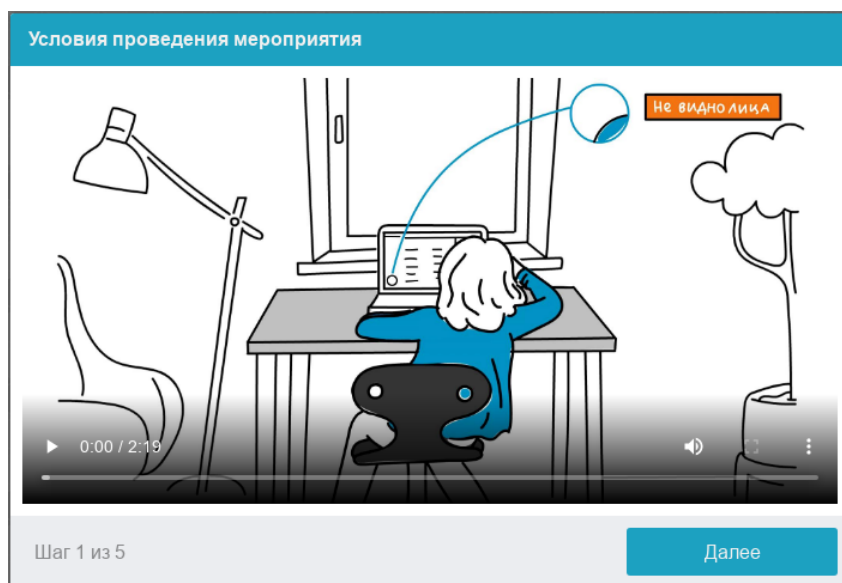 Условия проведения мероприятия
Не видно лица
0:00 / 2:19
Шаг 1 из 5
Далее